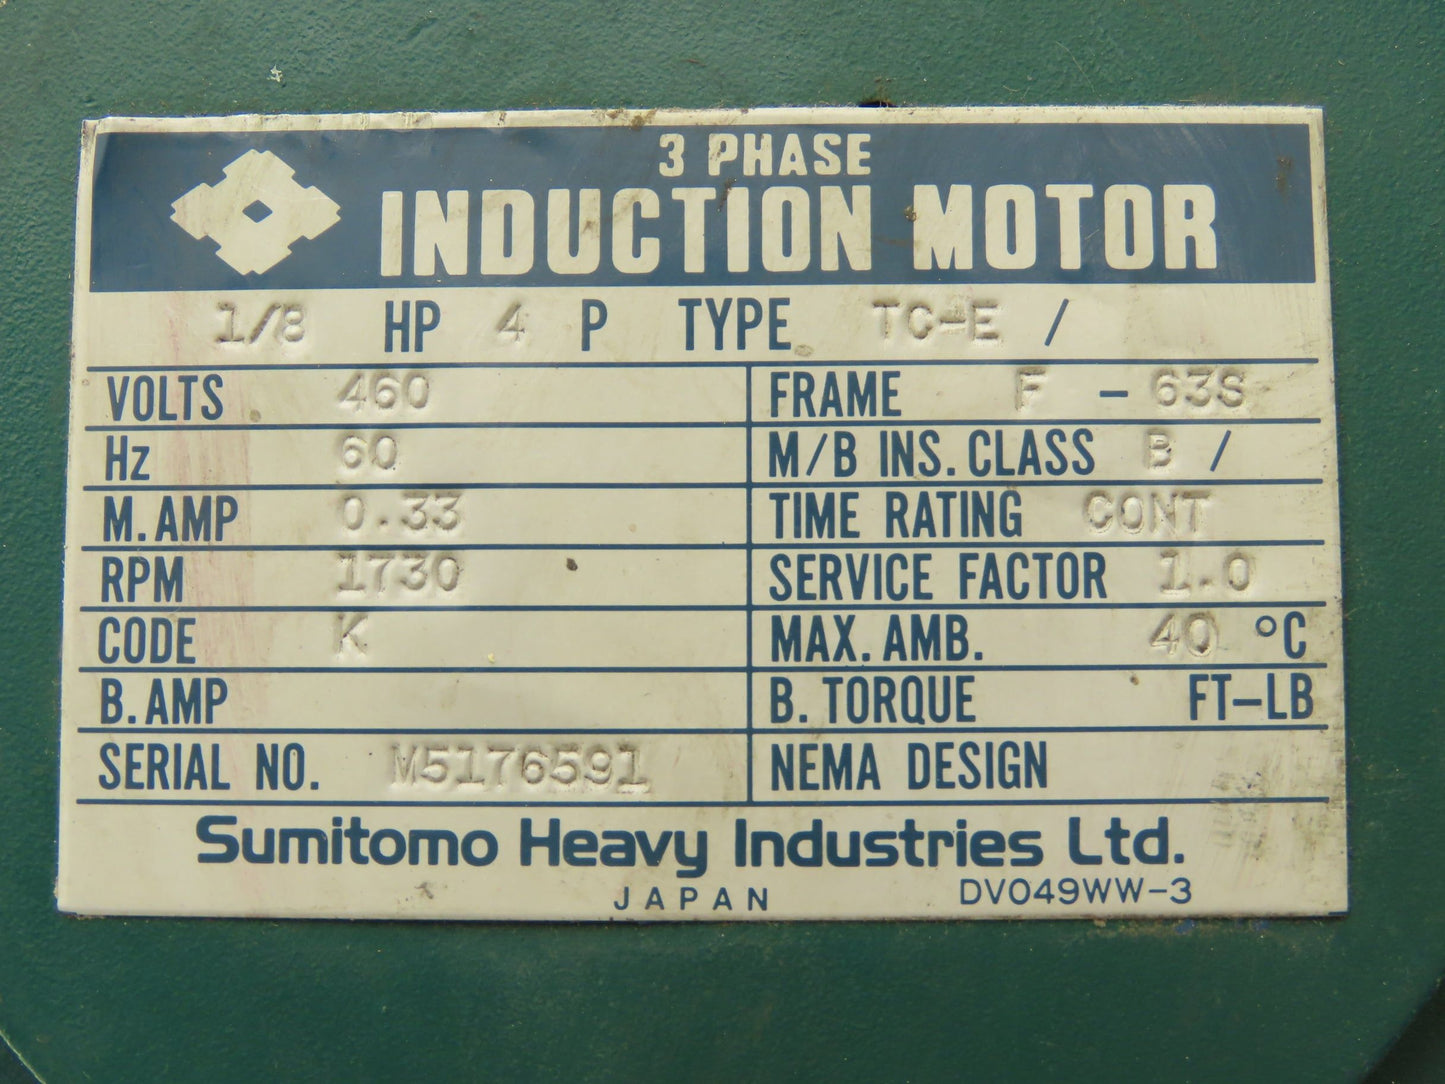 3 PHASE
INDUCTION MOTOR
1/8 HP 4 P TYPE TC-E /
VOLTS 460 FRAME F - 63S
Hz 60 M/B INS. CLASS B /
M. AMP 0.33 TIME RATING CONT
RPM 1730 SERVICE FACTOR 1.0
CODE K MAX. AMB. 40 °C
B. AMP B. TORQUE FT-LB
SERIAL NO. M5176591 NEMA DESIGN
Sumitomo Heavy Industries Ltd.
JAPAN DV049WW-3